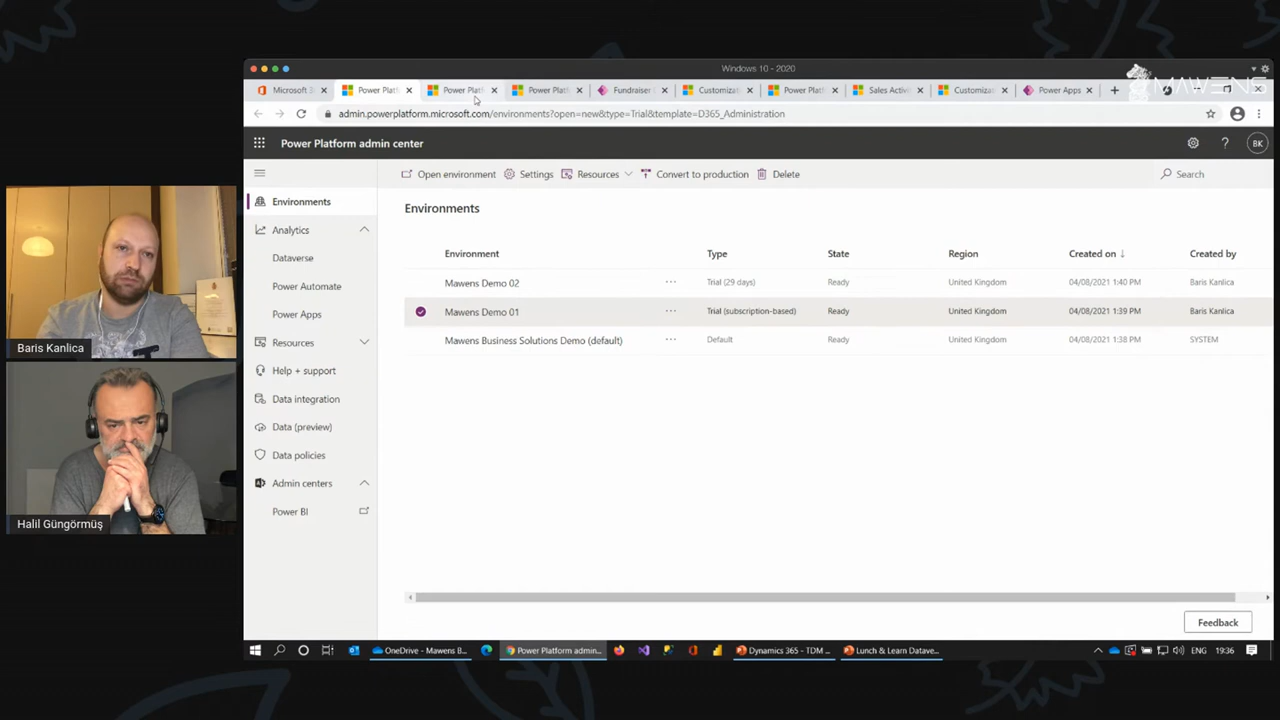 Windows 10 - 2020
MAWENS
Microsoft 3
Power Platf
Power Platf
Power Platf
Fundraiser S
Customizat
Power Platf
Sales Activi
Customizat
Power Apps
admin.powerplatform.microsoft.com/environments?open=new&type=Trial&template=D365_Administration
Power Platform admin center
? BK
Open environment Settings Resources Convert to production Delete
Search
Environments
Analytics
Dataverse
Power Automate
Power Apps
Resources
Help + support
Data integration
Data (preview)
Data policies
Admin centers
Power BI
Environments
Environment Type State Region Created on ↓ Created by
Mawens Demo 02 ... Trial (29 days) Ready United Kingdom 04/08/2021 1:40 PM Baris Kanlica
Mawens Demo 01 ... Trial (subscription-based) Ready United Kingdom 04/08/2021 1:39 PM Baris Kanlica
Mawens Business Solutions Demo (default) ... Default Ready United Kingdom 04/08/2021 1:38 PM SYSTEM
Feedback
Baris Kanlica
Halil Güngörmüş
OneDrive - Mawens B...
Power Platform admin...
Dynamics 365 - TDM ...
Lunch & Learn Datave...
ENG 19:36